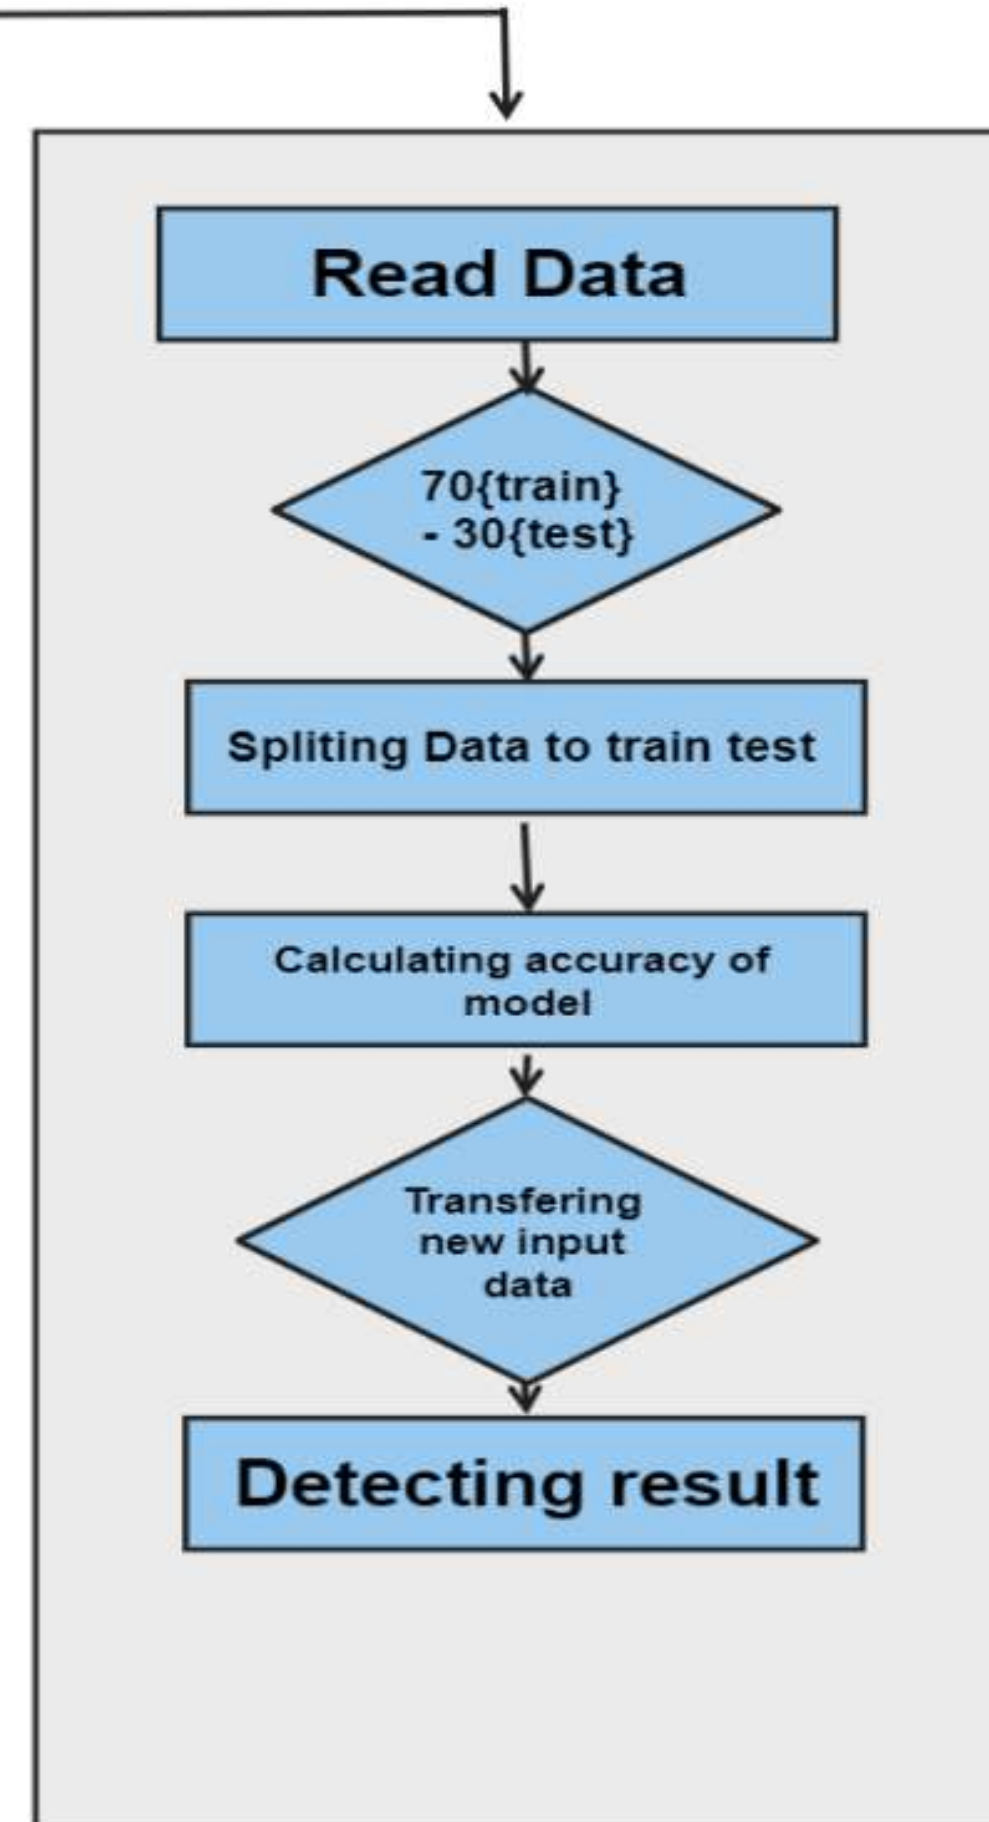 Read Data
70{train}
- 30{test}
Spliting Data to train test
Calculating accuracy of
model
Transfering
new input
data
Detecting result